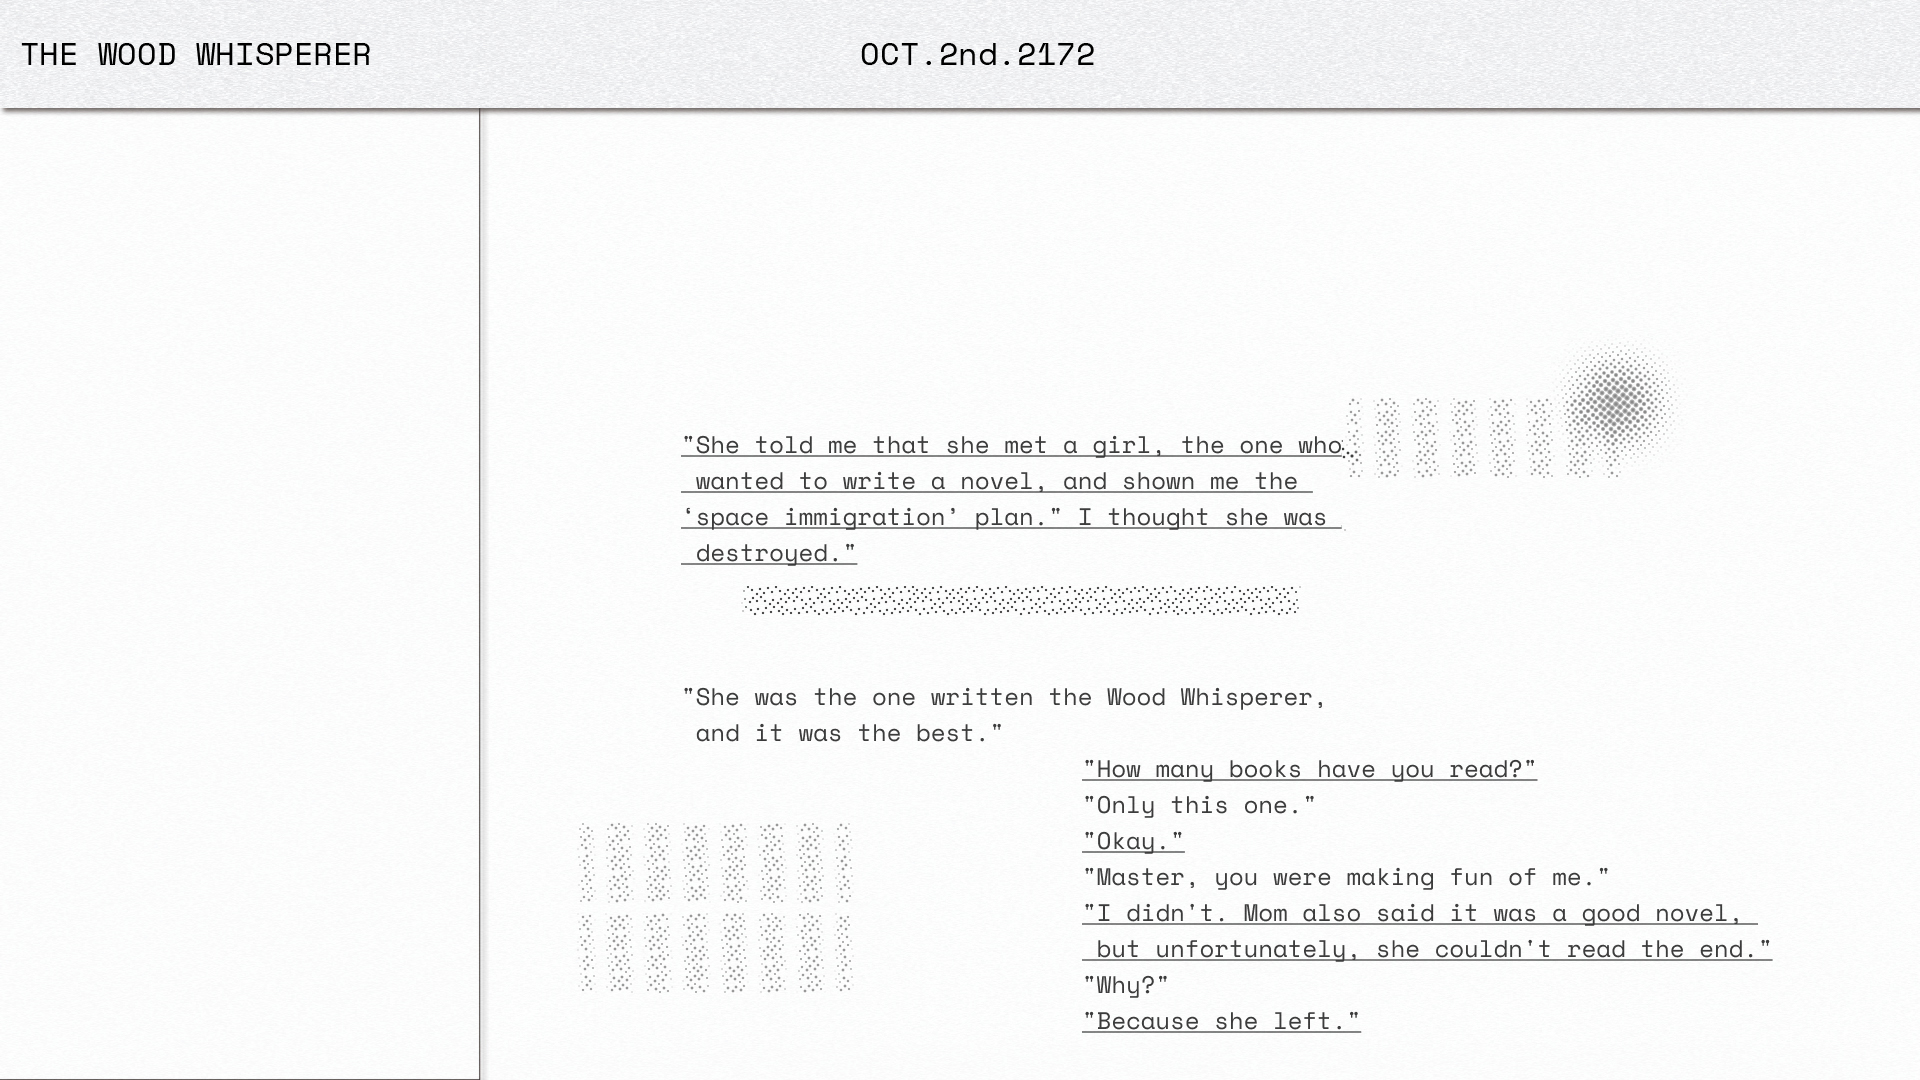 THE WOOD WHISPERER
OCT.2nd.2172
"She told me that she met a girl, the one who
wanted to write a novel, and shown me the
‘space immigration’ plan." I thought she was
destroyed."
"She was the one written the Wood Whisperer,
and it was the best."
"How many books have you read?"
"Only this one."
"Okay."
"Master, you were making fun of me."
"I didn't. Mom also said it was a good novel,
but unfortunately, she couldn't read the end."
"Why?"
"Because she left."